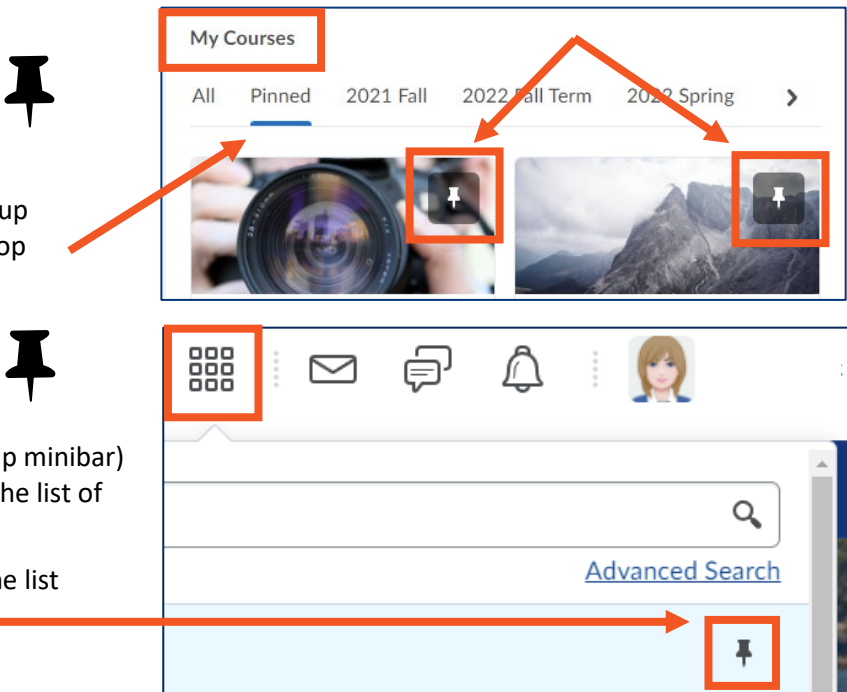 My Courses
All Pinned 2021 Fall 2022 Fall Term 2022 Spring
up
op
p minibar)
he list of
e list
Advanced Search